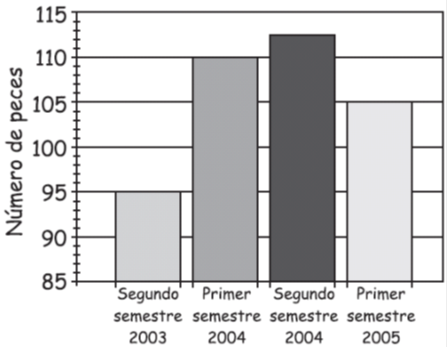 115
110
105
100
95
90
85
Número de peces
Segundo semestre 2003
Primer semestre 2004
Segundo semestre 2004
Primer semestre 2005